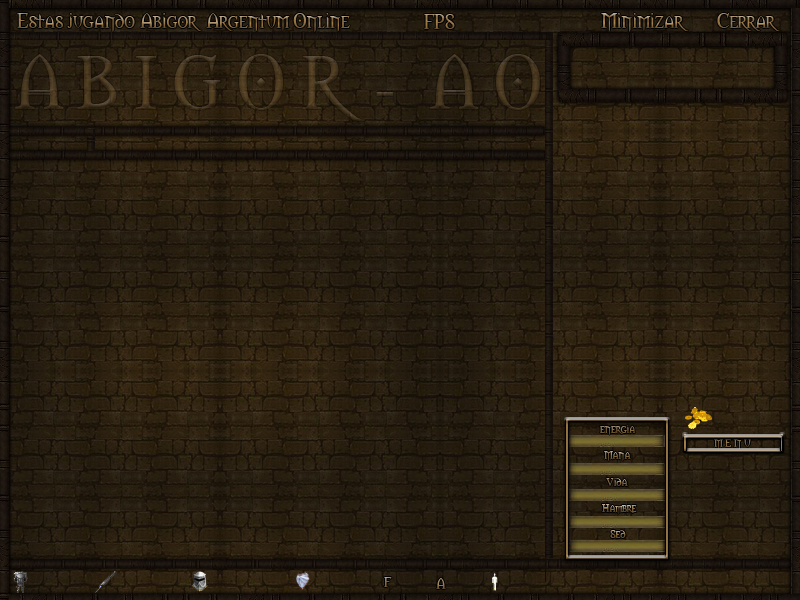 Estas jugando Abigor Argentum Online FPS Minimizar Cerrar
ABIGOR - AO
Energia
Mana
Vida
Hambre
Sed
MENU
F A